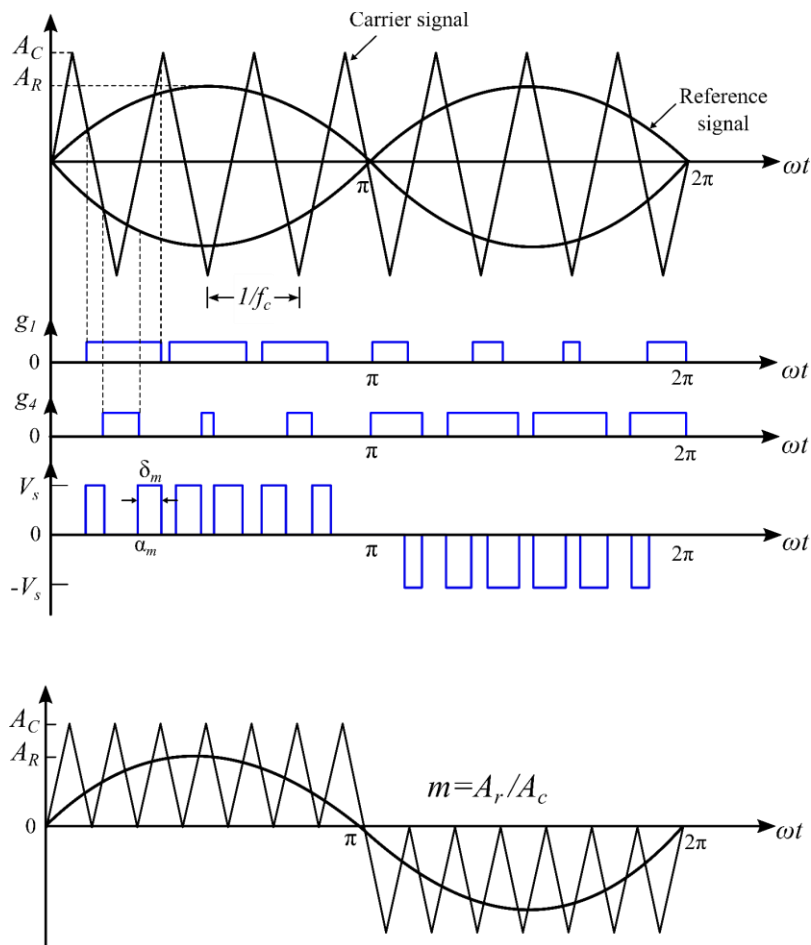 Carrier signal
A_C
A_R
Reference signal
π
2π
ωt
1/f_c
g_1
0
π
2π
ωt
g_4
0
π
2π
ωt
V_s
δ_m
0
α_m
π
2π
ωt
-V_s
A_C
A_R
m=A_r/A_c
0
π
2π
ωt